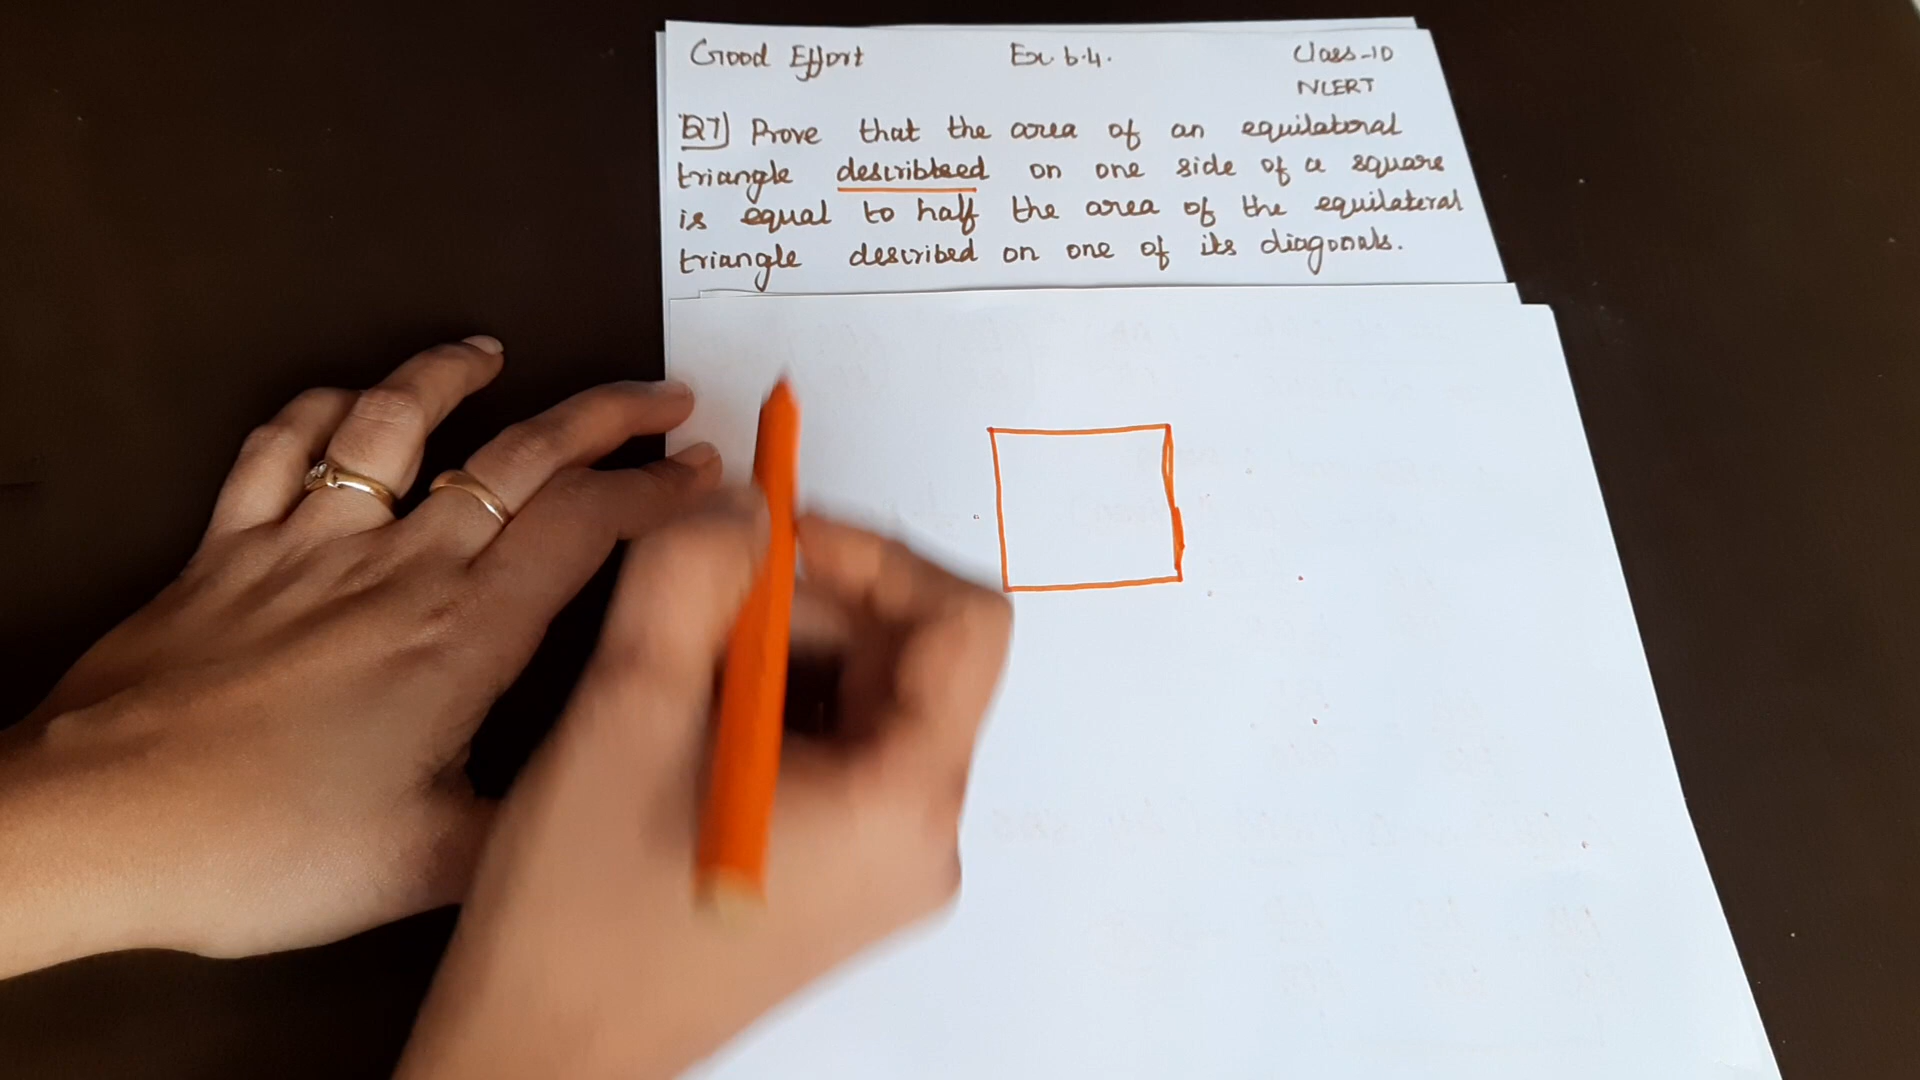 Good Effort Ex 6.4. Class-10
NCERT
Q7) Prove that the area of an equilateral
triangle described on one side of a square
is equal to half the area of the equilateral
triangle described on one of its diagonals.